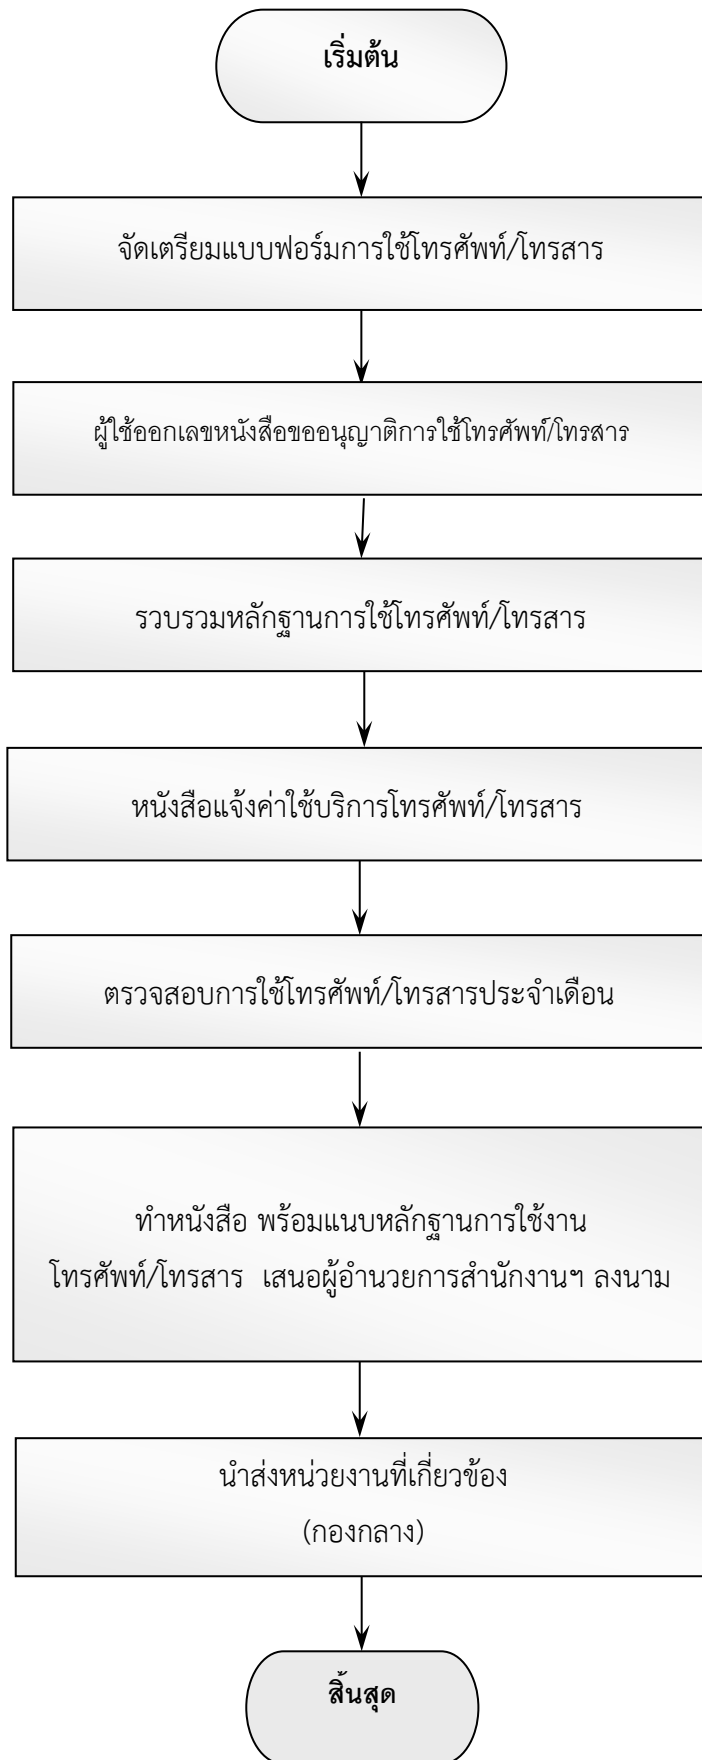 เริ่มต้น
จัดเตรียมแบบฟอร์มการใช้โทรศัพท์/โทรสาร
ผู้ใช้ออกเลขหนังสือขออนุญาติการใช้โทรศัพท์/โทรสาร
รวบรวมหลักฐานการใช้โทรศัพท์/โทรสาร
หนังสือแจ้งค่าใช้บริการโทรศัพท์/โทรสาร
ตรวจสอบการใช้โทรศัพท์/โทรสารประจำเดือน
ทำหนังสือ พร้อมแนบหลักฐานการใช้งาน
โทรศัพท์/โทรสาร เสนอผู้อำนวยการสำนักงานฯ ลงนาม
นำส่งหน่วยงานที่เกี่ยวข้อง
(กองกลาง)
สิ้นสุด